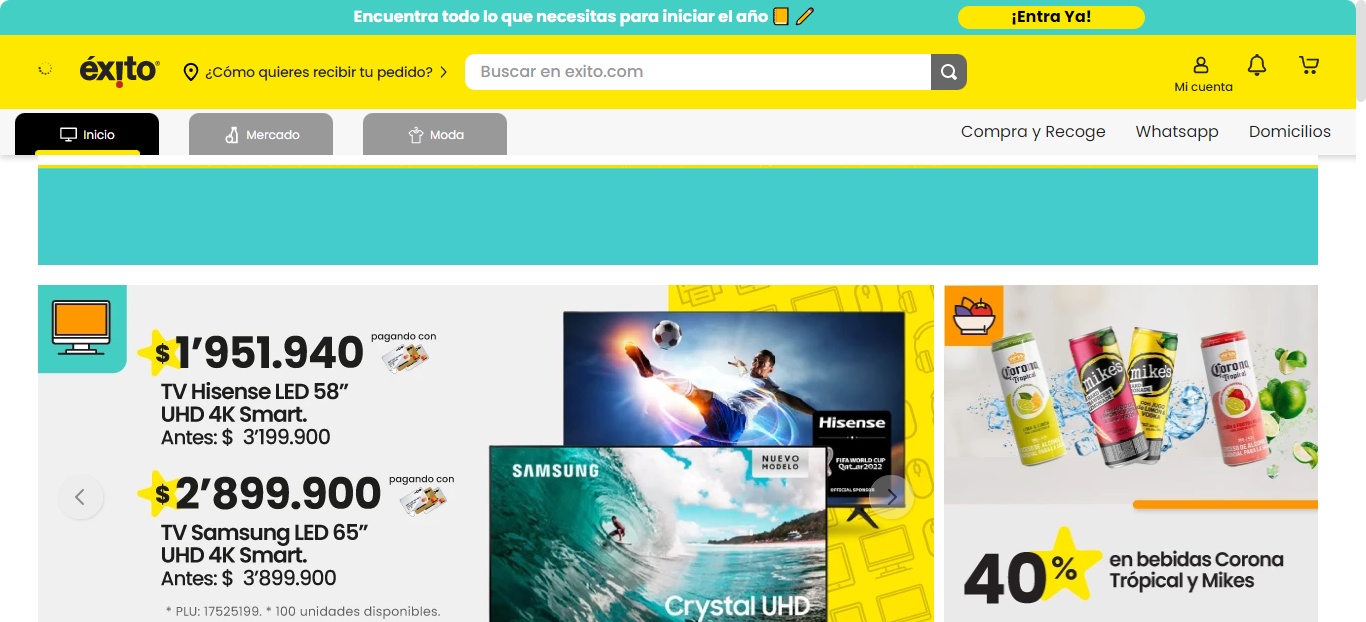 Encuentra todo lo que necesitas para iniciar el año
¡Entra Ya!
éxito
¿Cómo quieres recibir tu pedido?
Buscar en exito.com
Mi cuenta
Inicio
Mercado
Moda
Compra y Recoge
Whatsapp
Domicilios
$1'951.940
pagando con
TV Hisense LED 58”
UHD 4K Smart.
Antes: $ 3’199.900
$2’899.900
pagando con
TV Samsung LED 65”
UHD 4K Smart.
Antes: $ 3’899.900
* PLU: 17525199. * 100 unidades disponibles.
Hisense
FIFA WORLD CUP
Qatar2022
OFFICIAL SPONSOR
SAMSUNG
NUEVO
MODELO
Crystal UHD
Corona
Tropical
mike's
mike's
Corona
Tropical
40%
en bebidas Corona
Trópical y Mikes